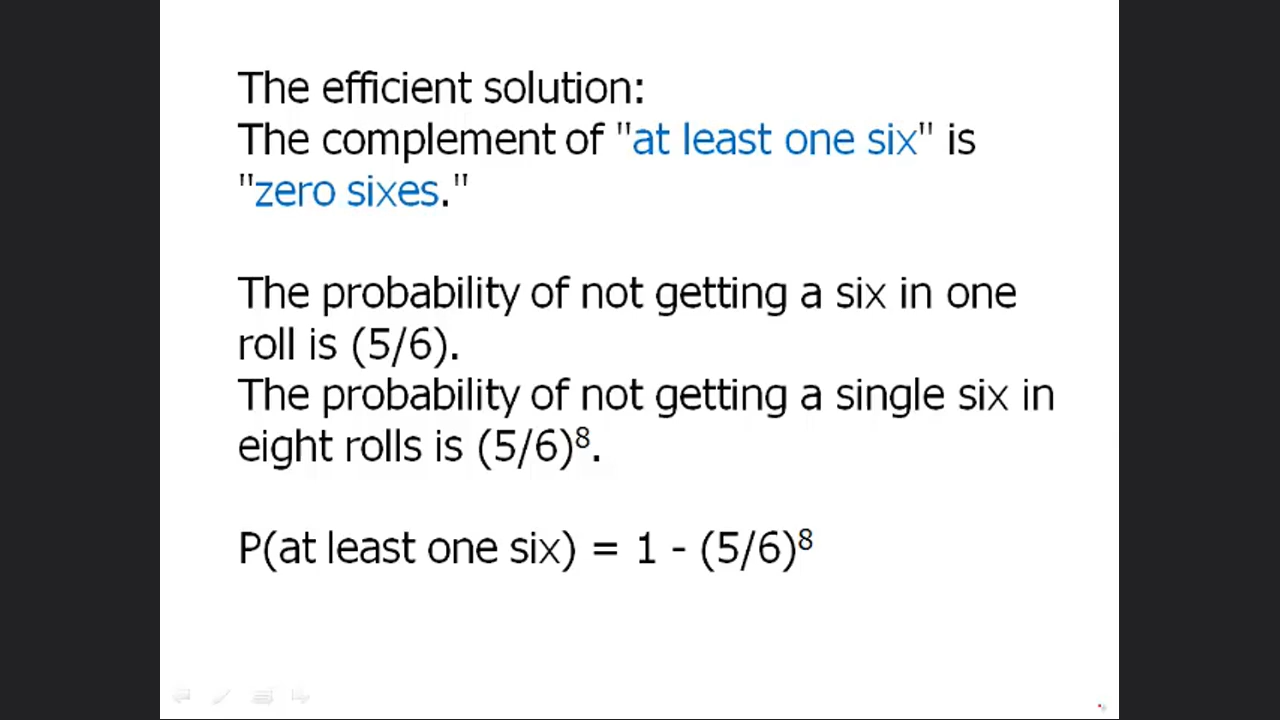 The efficient solution:
The complement of "at least one six" is
"zero sixes."
The probability of not getting a six in one
roll is (5/6).
The probability of not getting a single six in
eight rolls is (5/6)⁸.
P(at least one six) = 1 - (5/6)⁸